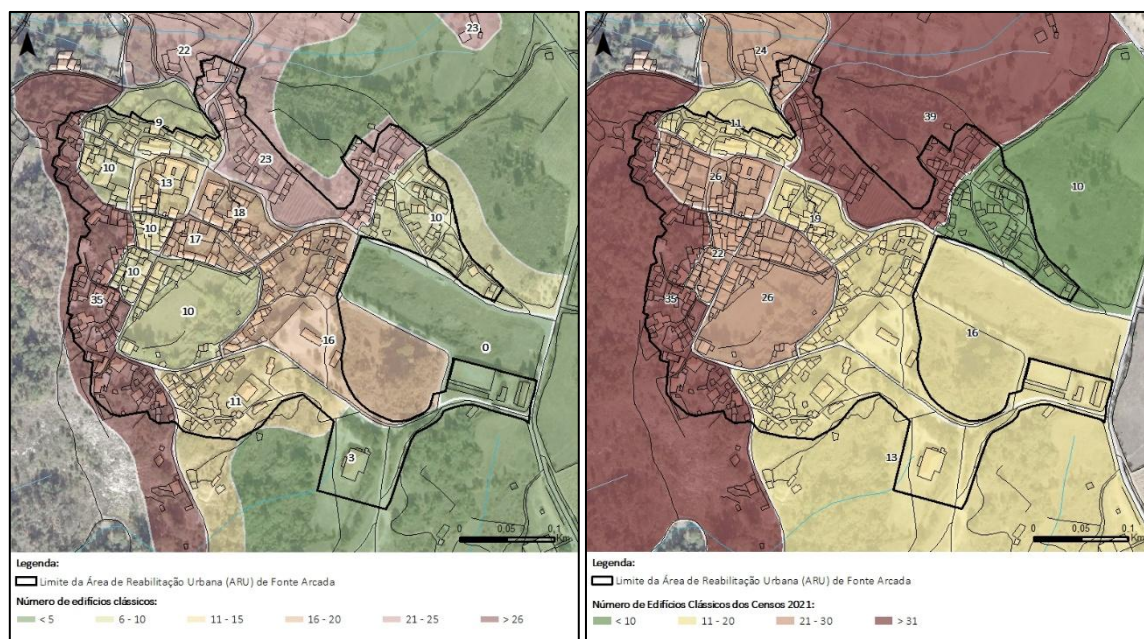 22
23
9
23
10
13
18
10
17
10
10
35
10
16
0
11
3
0 0,05 0,1
Km
Legenda:
Limite da Área de Reabilitação Urbana (ARU) de Fonte Arcada
Número de edifícios clássicos:
< 5 6 - 10 11 - 15 16 - 20 21 - 25 > 26
24
39
11
26
10
19
22
35
26
16
13
0 0,05 0,1
Km
Legenda:
Limite da Área de Reabilitação Urbana (ARU) de Fonte Arcada
Número de Edifícios Clássicos dos Censos 2021:
< 10 11 - 20 21 - 30 > 31